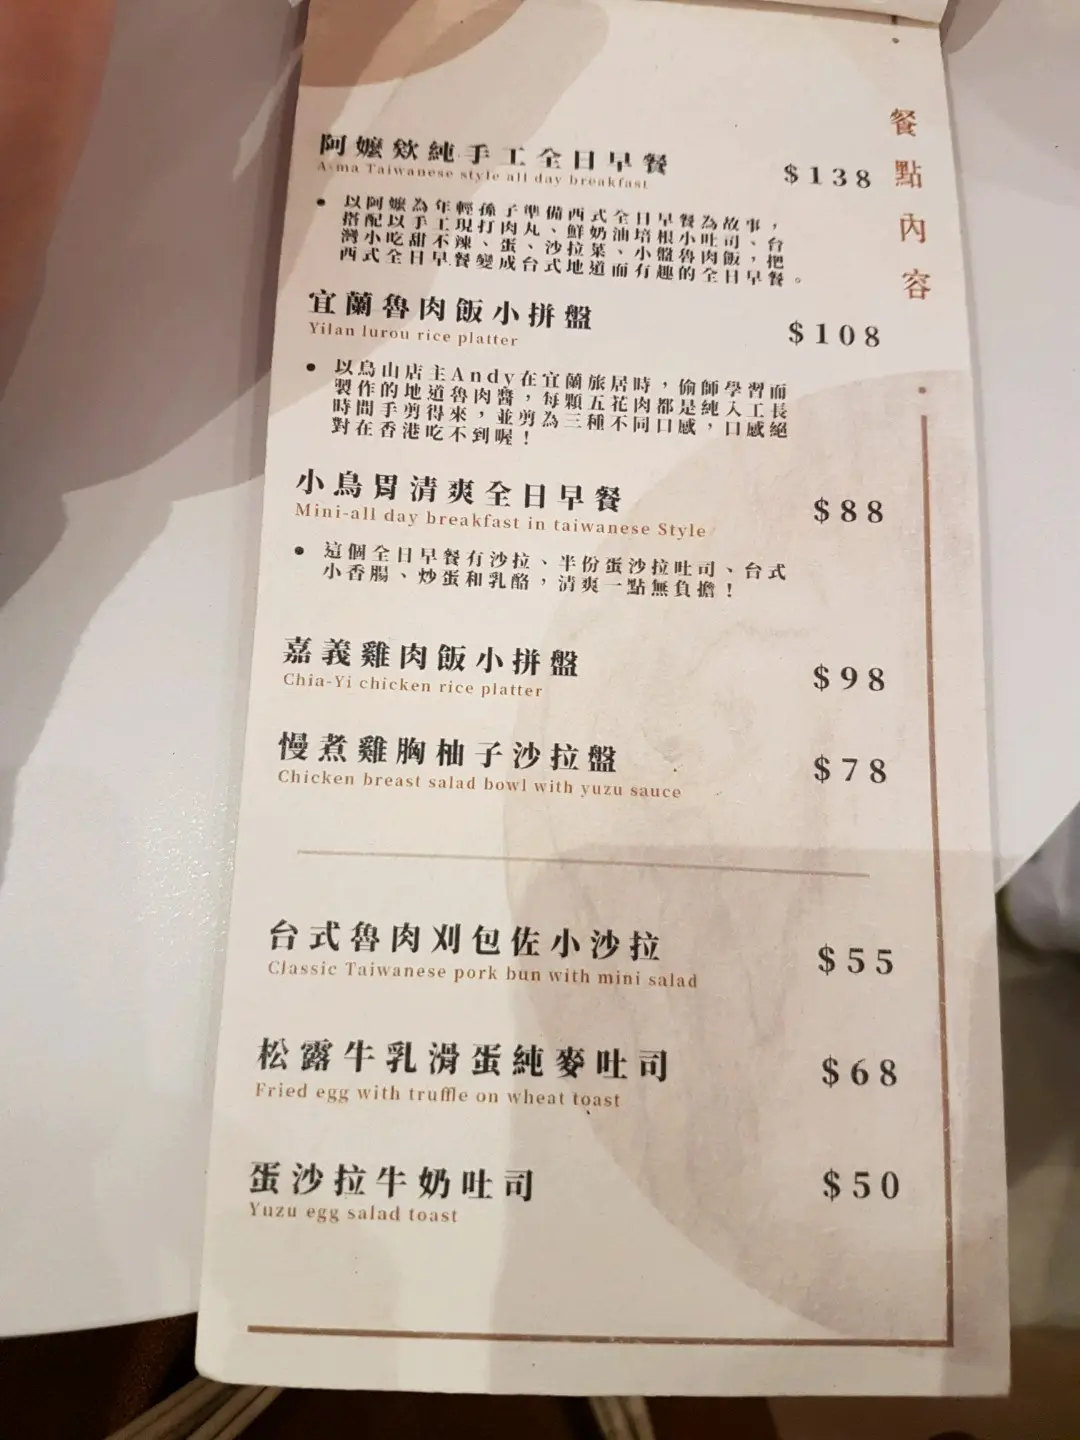 餐點內容
阿嬤欸純手工全日早餐
$138
Asma Taiwanese style all day breakfast
• 以阿嬤為年輕孫子準備西式全日早餐為故事，
搭配以手工現打肉丸、鮮奶油培根小吐司、台
灣小吃甜不辣、蛋、沙拉菜、小盤魯肉飯，把
西式全日早餐變成台式地道而有趣的全日早餐。
宜蘭魯肉飯小拼盤
$108
Yilan lurou rice platter
• 以鳥山店主Andy在宜蘭旅居時，偷師學習而
製作的地道魯肉醬，每顆五花肉都是純人工長
時間手剪得來，並剪為三種不同口感，口感絕
對在香港吃不到喔！
小鳥胃清爽全日早餐
$88
Mini-all day breakfast in taiwanese Style
• 這個全日早餐有沙拉、半份蛋沙拉吐司、台式
小香腸、炒蛋和乳酪，清爽一點無負擔！
嘉義雞肉飯小拼盤
$98
Chia-Yi chicken rice platter
慢煮雞胸柚子沙拉盤
$78
Chicken breast salad bowl with yuzu sauce
台式魯肉刈包佐小沙拉
$55
Classic Taiwanese pork bun with mini salad
松露牛乳滑蛋純麥吐司
$68
Fried egg with truffle on wheat toast
蛋沙拉牛奶吐司
$50
Yuzu egg salad toast